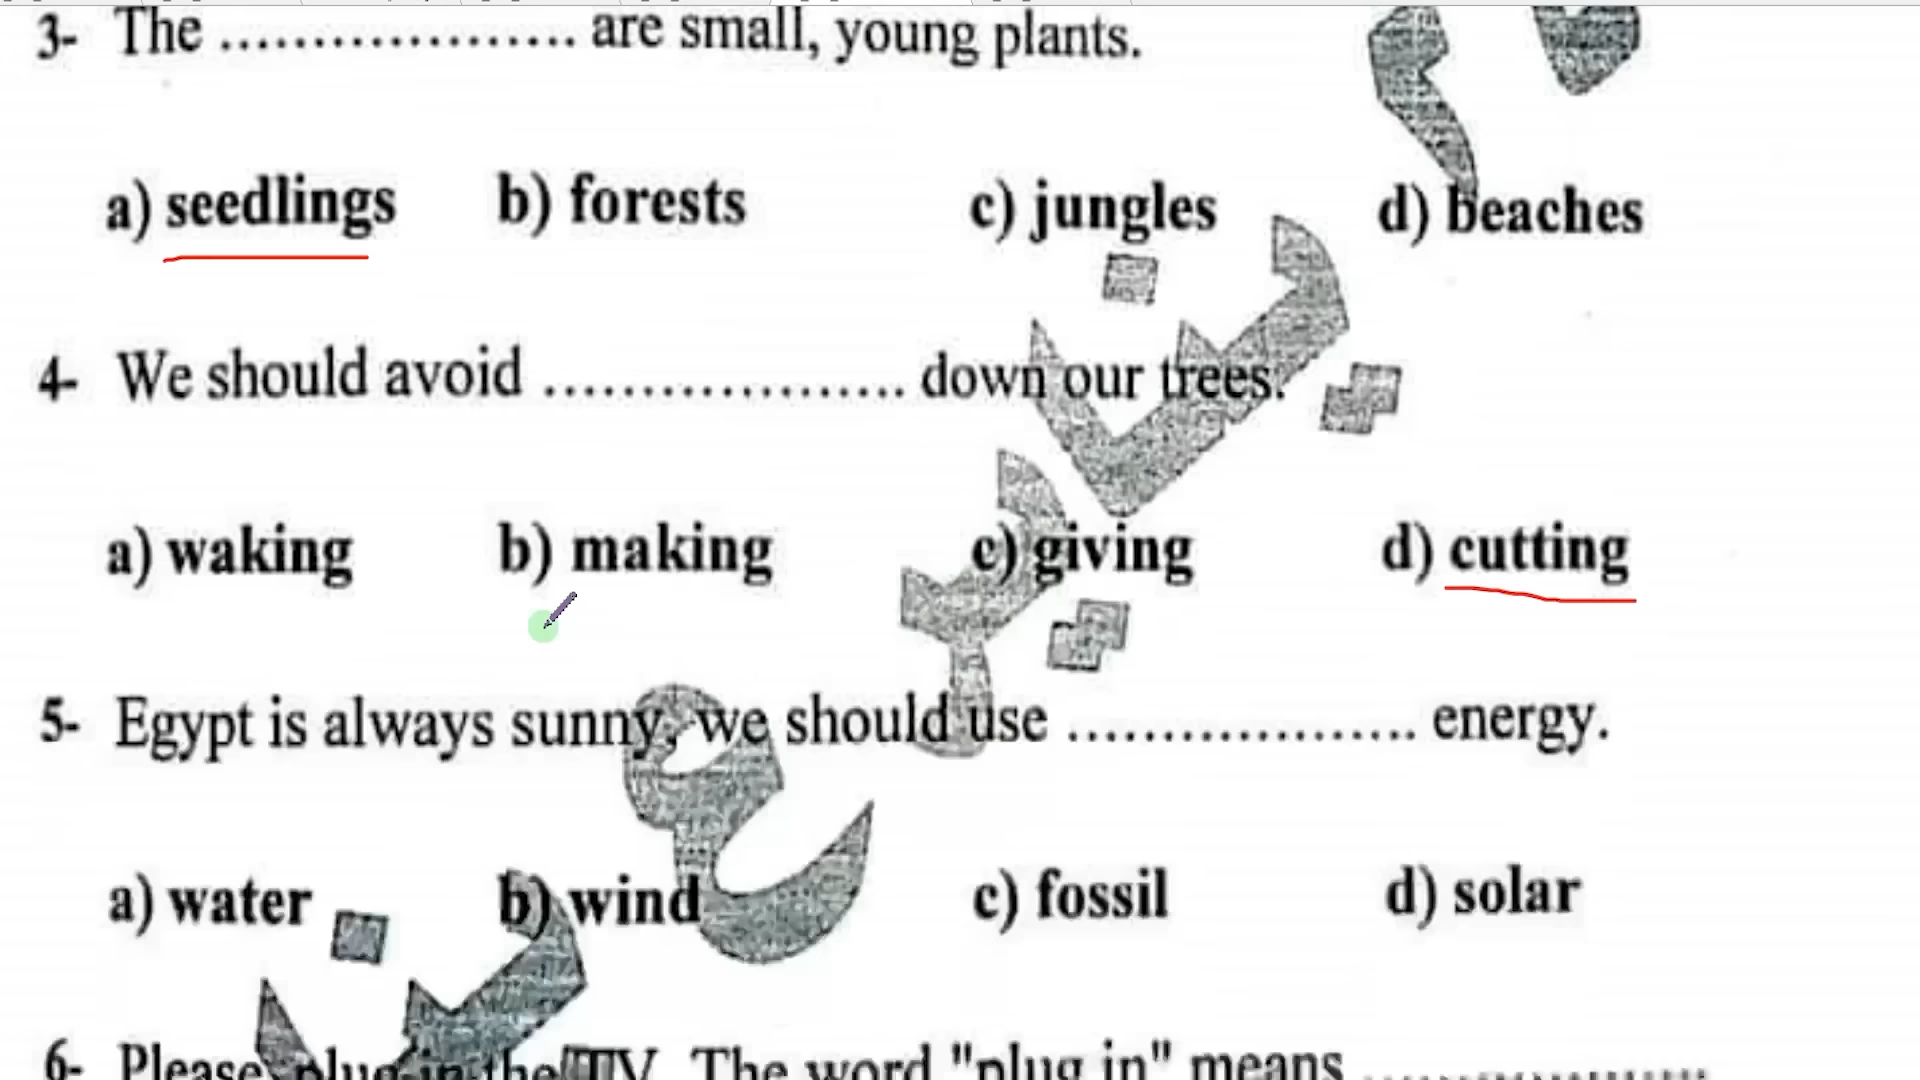 3- The ................... are small, young plants.
a) seedlings b) forests c) jungles d) beaches
4- We should avoid ................... down our trees.
a) waking b) making c) giving d) cutting
5- Egypt is always sunny, we should use ................... energy.
a) water b) wind c) fossil d) solar
6- Please, plug in the TV. The word "plug in" means ...................